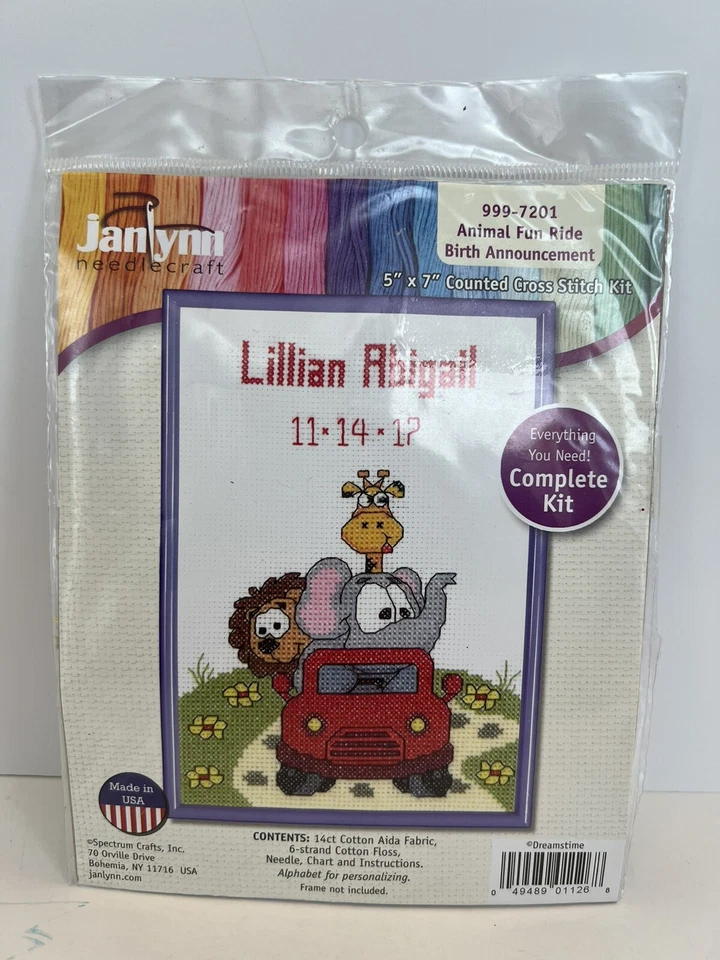 janlynn
needlecraft
999-7201
Animal Fun Ride
Birth Announcement
5" x 7" Counted Cross Stitch Kit
Lillian Abigail
11·14·17
Everything
You Need!
Complete
Kit
Made in
USA
©Spectrum Crafts, Inc.
70 Orville Drive
Bohemia, NY 11716 USA
janlynn.com
CONTENTS: 14ct Cotton Aida Fabric,
6-strand Cotton Floss,
Needle, Chart and Instructions.
Alphabet for personalizing.
Frame not included.
©Dreamstime
0 49489 01126 8